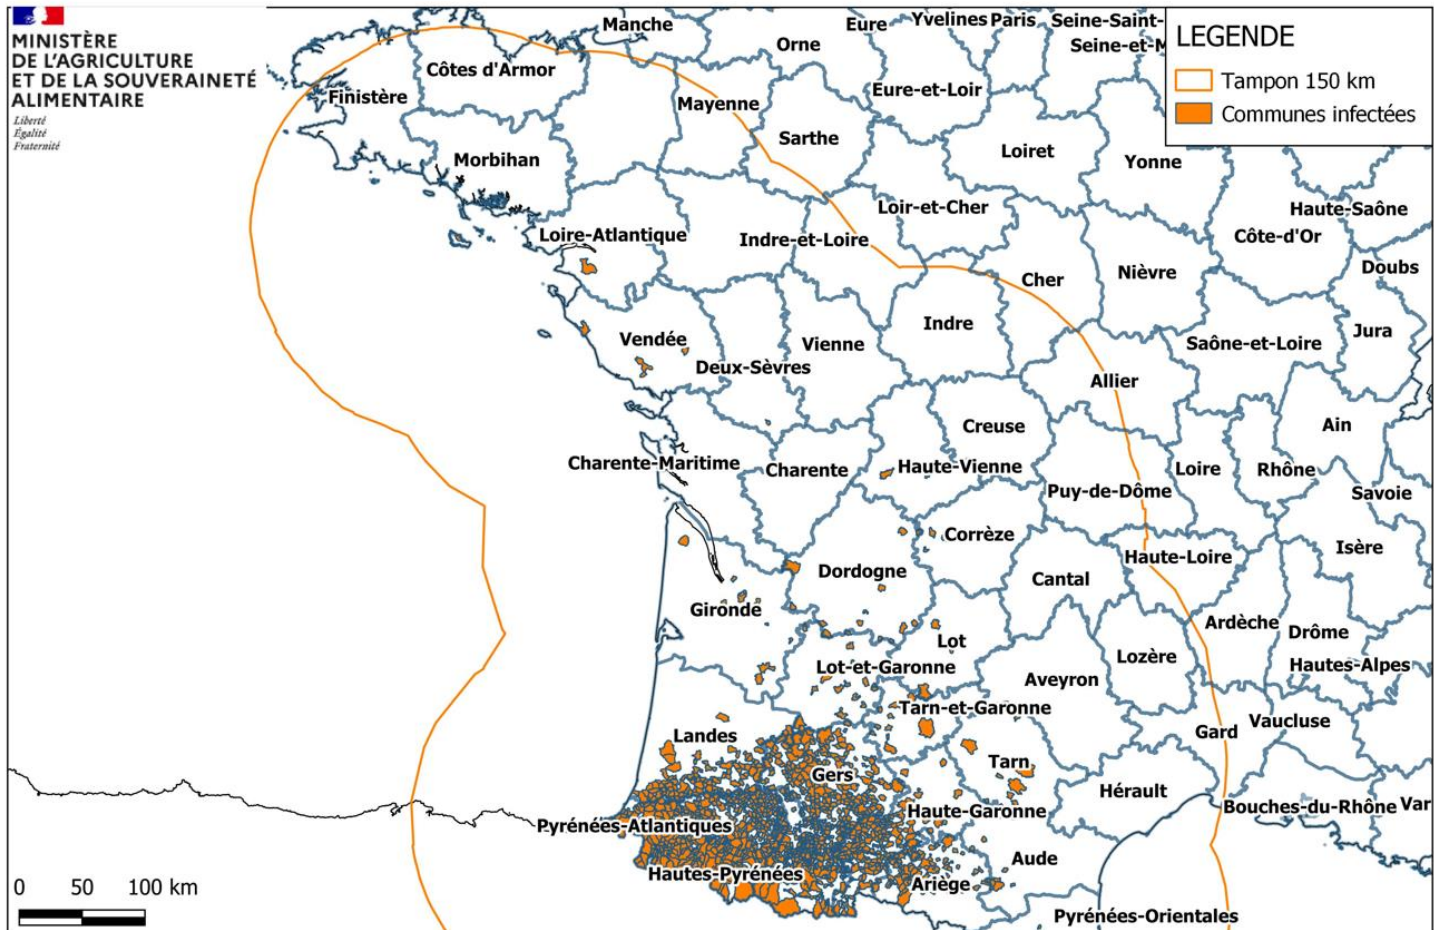 MINISTÈRE
DE L'AGRICULTURE
ET DE LA SOUVERAINETÉ
ALIMENTAIRE
Liberté
Égalité
Fraternité
Manche
Orne
Eure
Yvelines
Paris
Seine-Saint-
Seine-et-M
LEGENDE
Tampon 150 km
Communes infectées
Finistère
Côtes d'Armor
Mayenne
Eure-et-Loir
Sarthe
Loiret
Yonne
Morbihan
Loir-et-Cher
Haute-Saône
Côte-d'Or
Loire-Atlantique
Indre-et-Loire
Cher
Nièvre
Doubs
Vendée
Deux-Sèvres
Vienne
Indre
Saône-et-Loire
Jura
Allier
Creuse
Ain
Charente-Maritime
Charente
Haute-Vienne
Puy-de-Dôme
Loire
Rhône
Savoie
Corrèze
Haute-Loire
Isère
Dordogne
Cantal
Gironde
Ardèche
Drôme
Lot
Lot-et-Garonne
Lozère
Hautes-Alpes
Aveyron
Tarn-et-Garonne
Gard
Vaucluse
Landes
Gers
Tarn
Hérault
Haute-Garonne
Bouches-du-Rhône
Var
Pyrénées-Atlantiques
Hautes-Pyrénées
Ariège
Aude
Pyrénées-Orientales
0 50 100 km